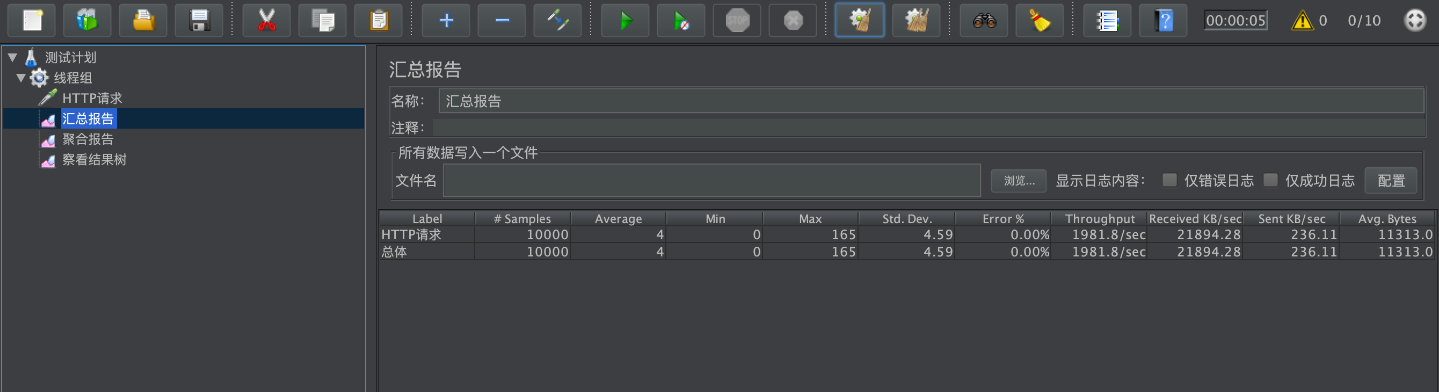 STOP
00:00:05
0
0/10
测试计划
线程组
HTTP请求
汇总报告
聚合报告
察看结果树
汇总报告
名称： 汇总报告
注释：
所有数据写入一个文件
文件名 浏览... 显示日志内容： 仅错误日志 仅成功日志 配置
Label # Samples Average Min Max Std. Dev. Error % Throughput Received KB/sec Sent KB/sec Avg. Bytes
HTTP请求 10000 4 0 165 4.59 0.00% 1981.8/sec 21894.28 236.11 11313.0
总体 10000 4 0 165 4.59 0.00% 1981.8/sec 21894.28 236.11 11313.0